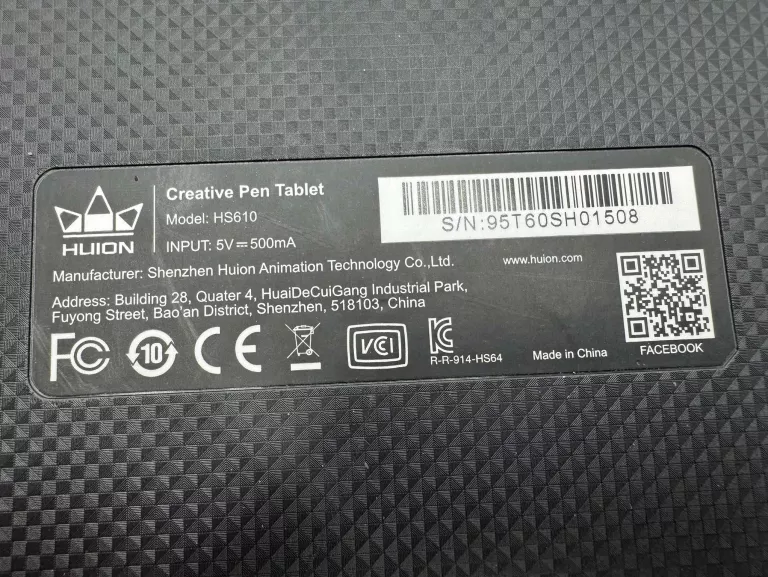 HUION
Creative Pen Tablet
Model: HS610
INPUT: 5V⎓500mA
S/N:95T60SH01508
Manufacturer: Shenzhen Huion Animation Technology Co.,Ltd.
www.huion.com
Address: Building 28, Quater 4, HuaiDeCuiGang Industrial Park,
Fuyong Street, Bao'an District, Shenzhen, 518103, China
FC
10
CE
VCCI
R-R-914-HS64
Made in China
FACEBOOK